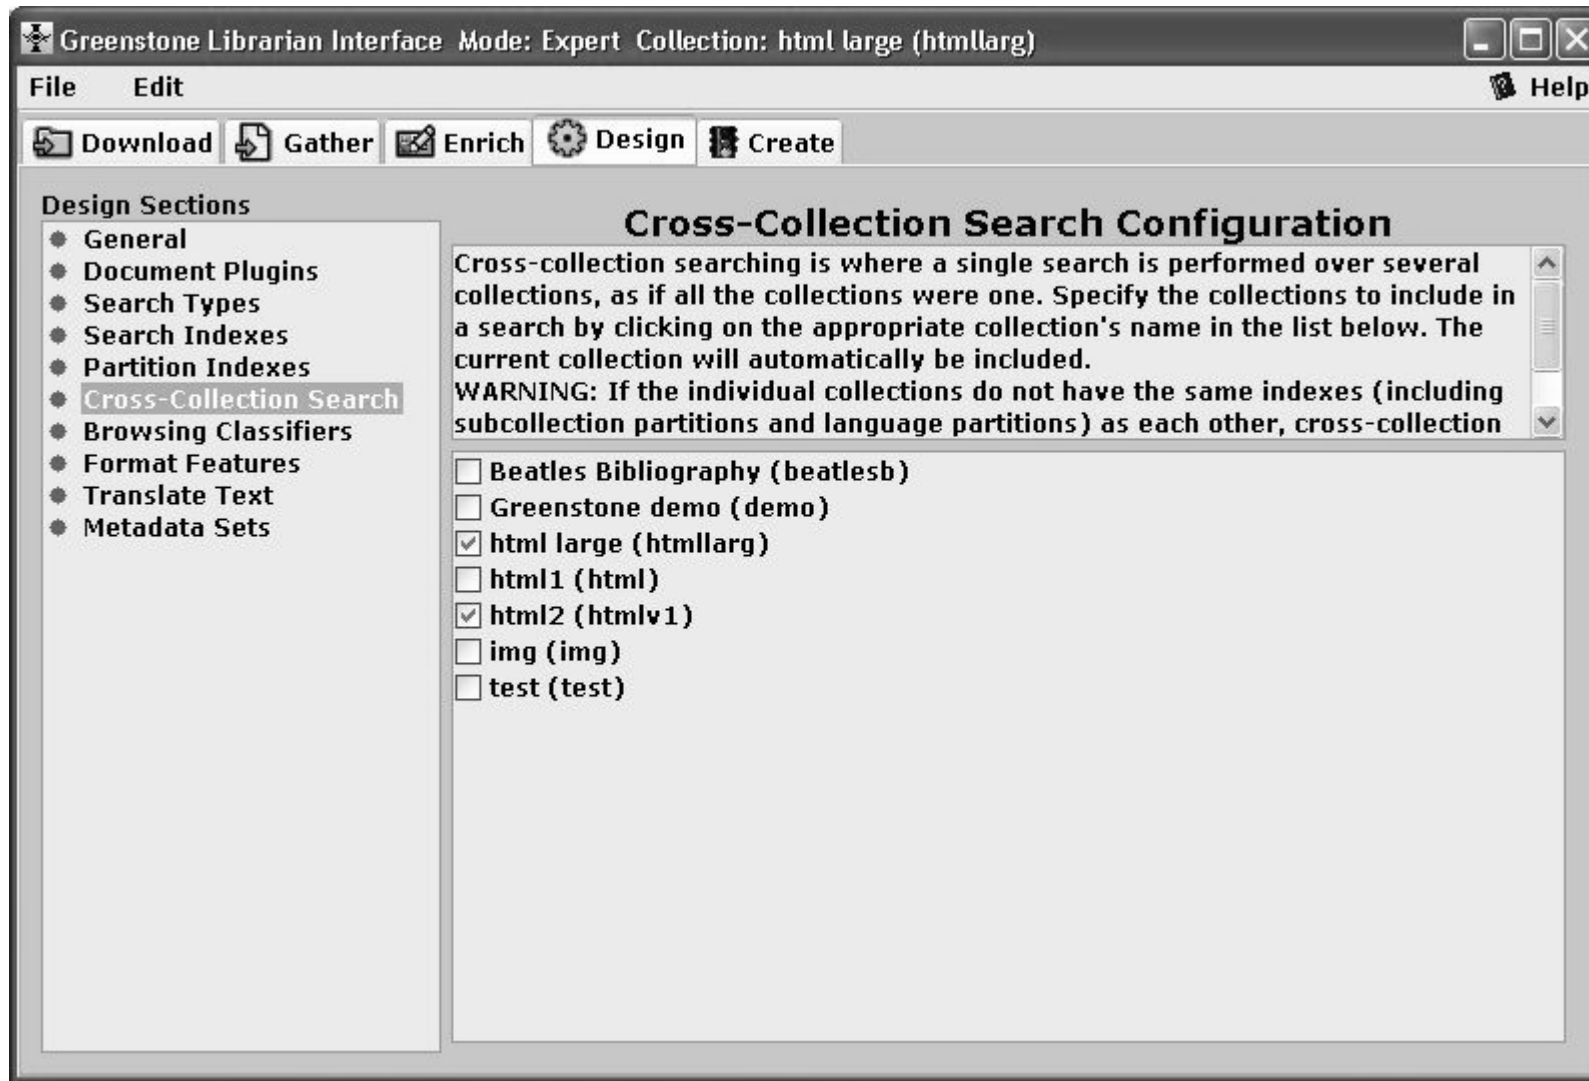 Greenstone Librarian Interface Mode: Expert Collection: html large (htmllarg)
File Edit Help
Download Gather Enrich Design Create
Design Sections
General
Document Plugins
Search Types
Search Indexes
Partition Indexes
Cross-Collection Search
Browsing Classifiers
Format Features
Translate Text
Metadata Sets
Cross-Collection Search Configuration
Cross-collection searching is where a single search is performed over several
collections, as if all the collections were one. Specify the collections to include in
a search by clicking on the appropriate collection's name in the list below. The
current collection will automatically be included.
WARNING: If the individual collections do not have the same indexes (including
subcollection partitions and language partitions) as each other, cross-collection
Beatles Bibliography (beatlesb)
Greenstone demo (demo)
html large (htmllarg)
html1 (html)
html2 (htmlv1)
img (img)
test (test)